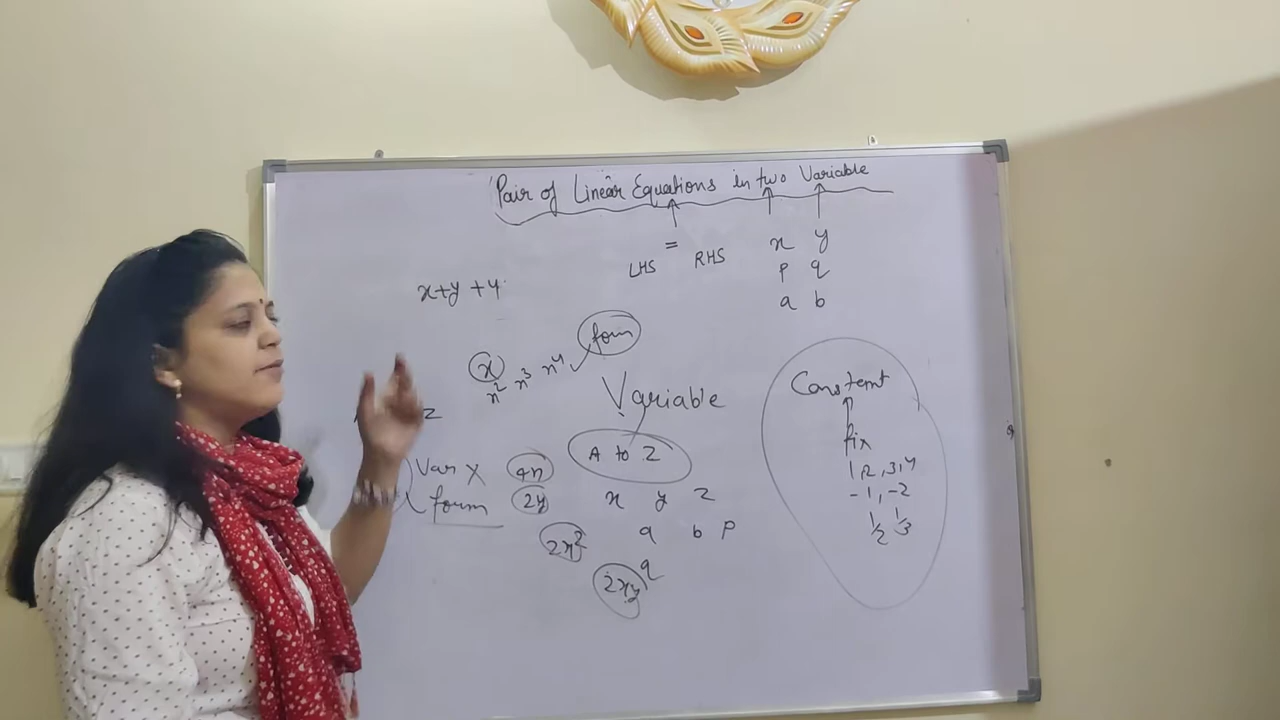 Pair of Linear Equations in two Variable
=
LHS RHS
x y
p q
a b
x+y +4
x
x² x³ x⁴
form
Variable
A to Z
x y z
a b p
q
z
Var x
form
4x
2y
2x²
2xy
Constant
fix
1,2,3,4
-1,-2
1/2 1/3